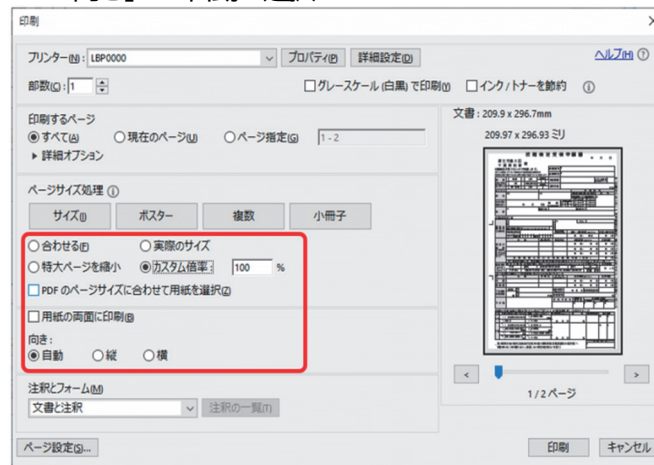 印刷
プリンター(N): LBP0000 プロパティ(P) 詳細設定(D) ヘルプ(H)
部数(C): 1 グレースケール (白黒) で印刷(Y) インク / トナーを節約
印刷するページ
すべて(A) 現在のページ(U) ページ指定(G) 1 - 2
詳細オプション
ページサイズ処理
サイズ(I) ポスター 複数 小冊子
合わせる(F) 実際のサイズ
特大ページを縮小 カスタム倍率: 100 %
PDF のページサイズに合わせて用紙を選択(Z)
用紙の両面に印刷(B)
向き:
自動 縦 横
注釈とフォーム(M)
文書と注釈 注釈の一覧(T)
文書: 209.9 x 296.7mm
209.97 x 296.93 ミリ
< >
1 / 2 ページ
ページ設定(S)... 印刷 キャンセル